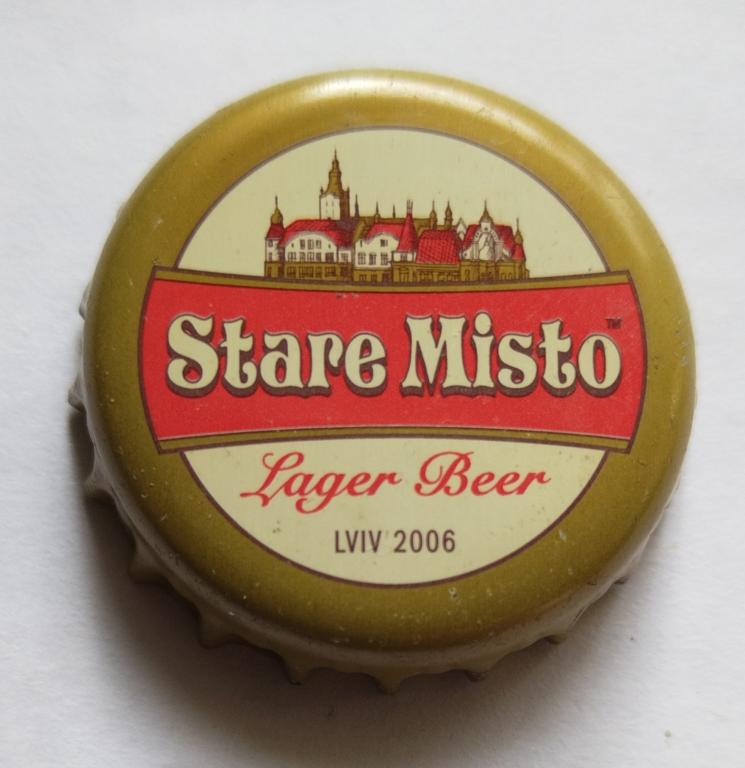 Stare Misto™
Lager Beer
LVIV 2006